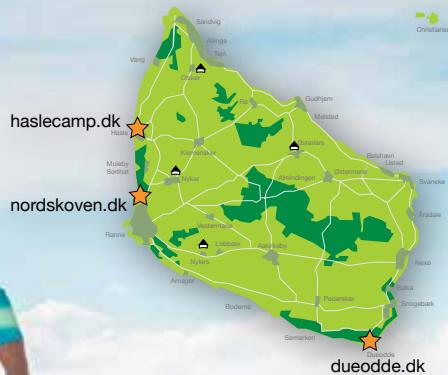 Sandvig
Allinge
Tejn
Christiansø
Vang
Olsker
Rø
Gudhjem
Melsted
haslecamp.dk
Hasle
Klemensker
Østerlars
Muleby
Sorthat
Nyker
Almindingen
Østermarie
Bølshavn
Listed
Svaneke
nordskoven.dk
Årsdale
Rønne
Vestermarie
Lobbæk
Aakirkeby
Nylars
Nexø
Arnager
Balka
Boderne
Pedersker
Snogebæk
Sømarken
Dueodde
dueodde.dk